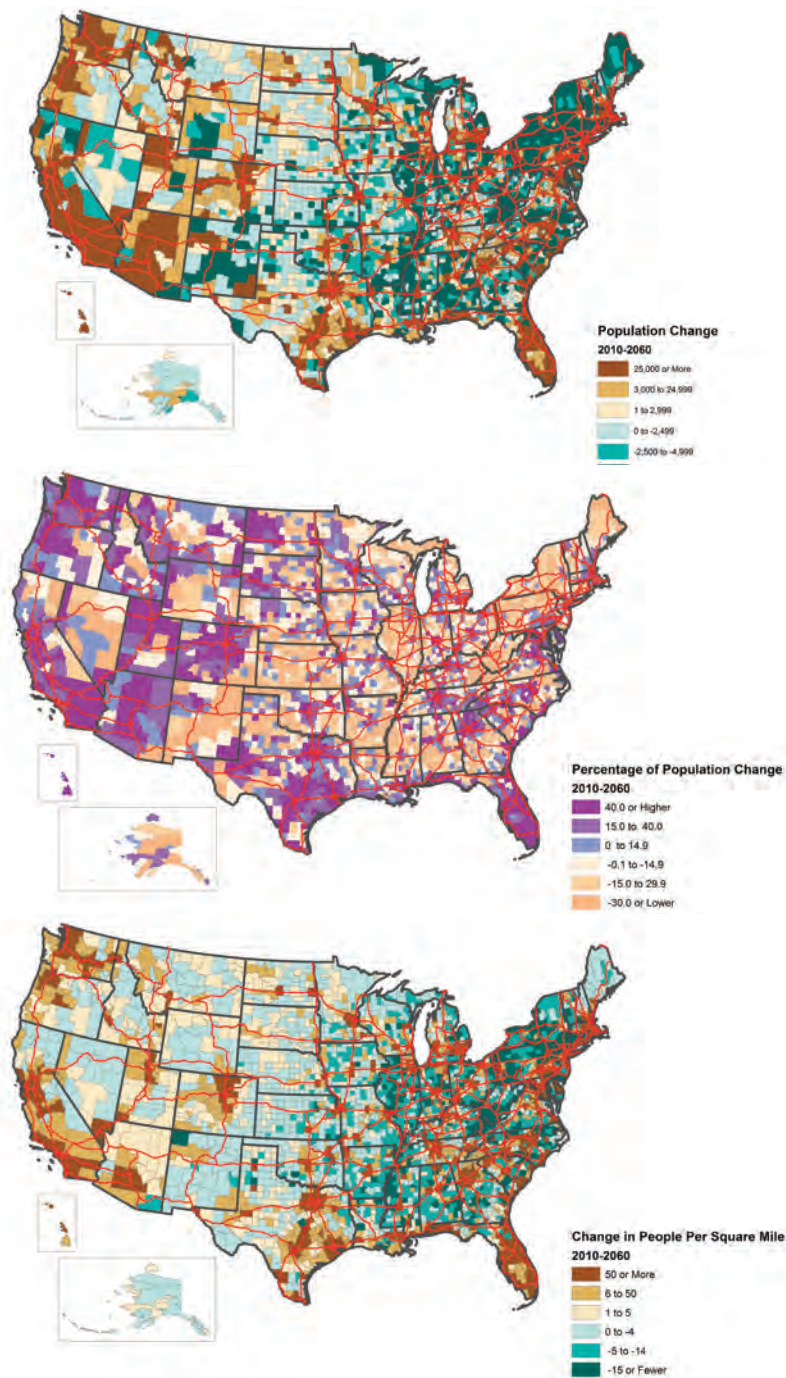 Population Change
2010-2060
25,000 or More
3,000 to 24,999
1 to 2,999
0 to -2,499
-2,500 to -4,999
Percentage of Population Change
2010-2060
40.0 or Higher
15.0 to 40.0
0 to 14.9
-0.1 to -14.9
-15.0 to 29.9
-30.0 or Lower
Change in People Per Square Mile
2010-2060
50 or More
6 to 50
1 to 5
0 to -4
-5 to -14
-15 or Fewer